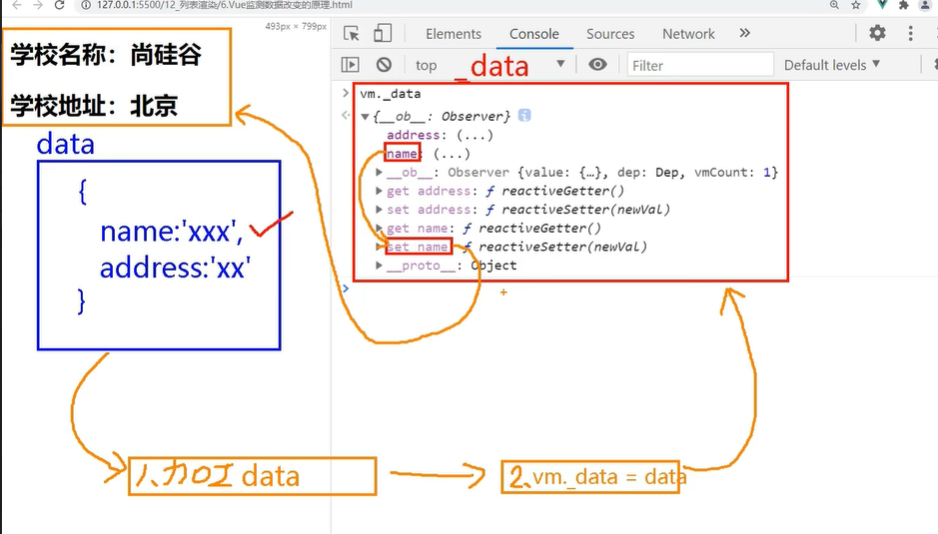 127.0.0.1:5500/12_列表渲染/6.Vue监测数据改变的原理.html
493px × 799px
Elements Console Sources Network »
top Filter Default levels ▼
_data
学校名称：尚硅谷
学校地址：北京
data
{
name:'xxx',
address:'xx'
}
> vm._data
{__ob__: Observer} i
address: (...)
name: (...)
__ob__: Observer {value: {…}, dep: Dep, vmCount: 1}
get address: ƒ reactiveGetter()
set address: ƒ reactiveSetter(newVal)
get name: ƒ reactiveGetter()
set name: ƒ reactiveSetter(newVal)
__proto__: Object
>
1、加工 data
2、vm._data = data